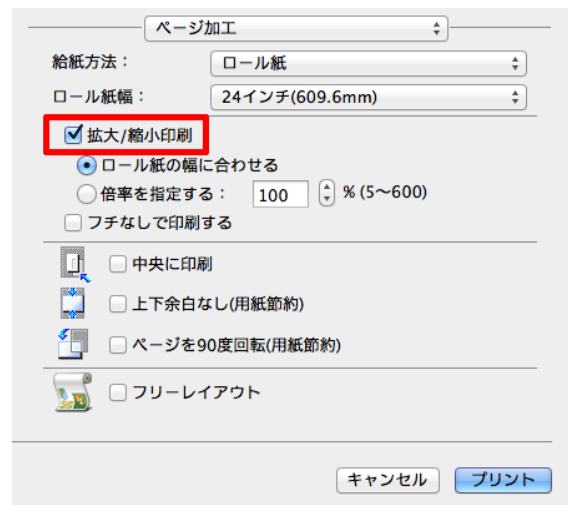 ページ加工
給紙方法： ロール紙
ロール紙幅： 24インチ(609.6mm)
拡大/縮小印刷
ロール紙の幅に合わせる
倍率を指定する： 100 % (5〜600)
フチなしで印刷する
中央に印刷
上下余白なし(用紙節約)
ページを90度回転(用紙節約)
フリーレイアウト
キャンセル プリント